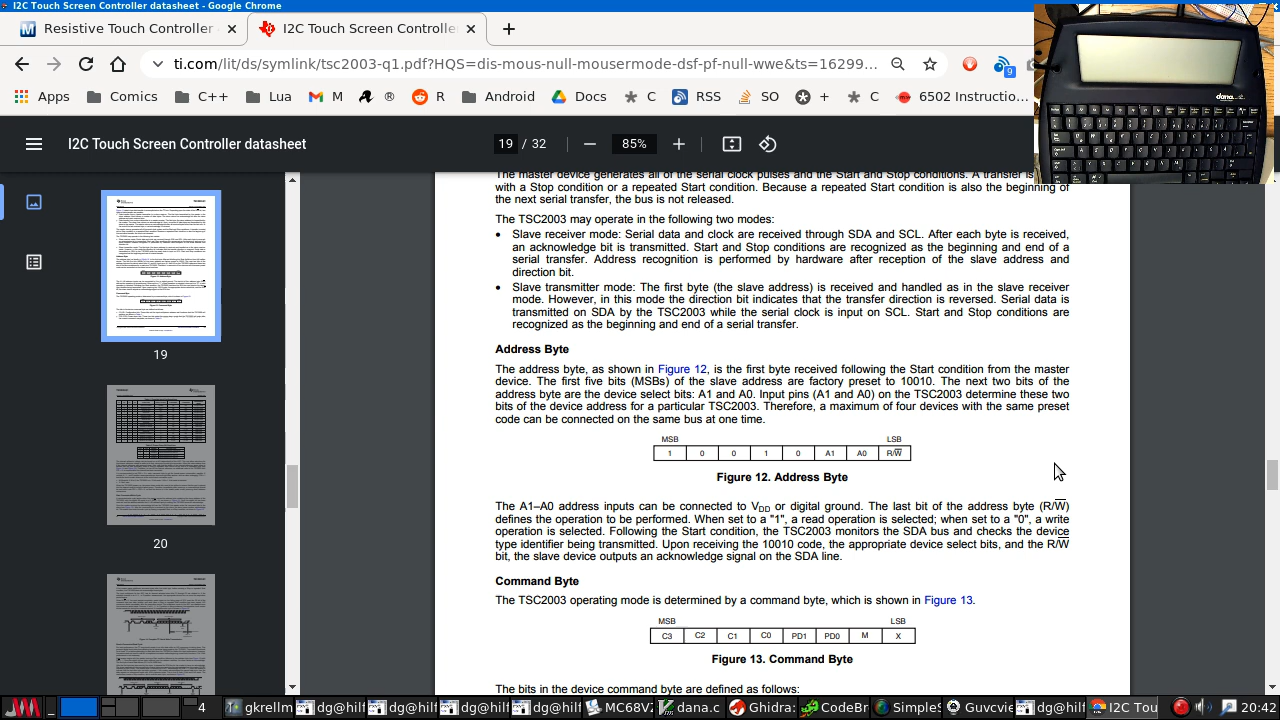 I2C Touch Screen Controller datasheet - Google Chrome
Resistive Touch Controller
I2C Touch Screen Controlle
ti.com/lit/ds/symlink/tsc2003-q1.pdf?HQS=dis-mous-null-mousermode-dsf-pf-null-wwe&ts=16299...
9
Apps Comics C++ Lua M ® R Android Docs C RSS SO + C 6502 Instructio...
dana
I2C Touch Screen Controller datasheet
19 / 32
85%
The master device generates all of the serial clock pulses and the Start and Stop conditions. A transfer is
with a Stop condition or a repeated Start condition. Because a repeated Start condition is also the beginning of
the next serial transfer, the bus is not released.
The TSC2003 may operate in the following two modes:
• Slave receiver mode: Serial data and clock are received through SDA and SCL. After each byte is received,
an acknowledge bit is transmitted. Start and Stop conditions are recognized as the beginning and end of a
serial transfer. Address recognition is performed by hardware after reception of the slave address and
direction bit.
• Slave transmitter mode: The first byte (the slave address) is received and handled as in the slave receiver
mode. However, in this mode the direction bit indicates that the transfer direction is reversed. Serial data is
transmitted on SDA by the TSC2003 while the serial clock is input on SCL. Start and Stop conditions are
recognized as the beginning and end of a serial transfer.
Address Byte
The address byte, as shown in Figure 12, is the first byte received following the Start condition from the master
device. The first five bits (MSBs) of the slave address are factory preset to 10010. The next two bits of the
address byte are the device select bits: A1 and A0. Input pins (A1 and A0) on the TSC2003 determine these two
bits of the device address for a particular TSC2003. Therefore, a maximum of four devices with the same preset
code can be connected on the same bus at one time.
MSB LSB
1 0 0 1 0 A1 A0 R/W̅
Figure 12. Address Byte
The A1–A0 address inputs can be connected to VDD or digital ground. The last bit of the address byte (R/W̅)
defines the operation to be performed. When set to a "1", a read operation is selected; when set to a "0", a write
operation is selected. Following the Start condition, the TSC2003 monitors the SDA bus and checks the device
type identifier being transmitted. Upon receiving the 10010 code, the appropriate device select bits, and the R/W̅
bit, the slave device outputs an acknowledge signal on the SDA line.
Command Byte
The TSC2003 operating mode is determined by a command byte, which is shown in Figure 13.
MSB LSB
C3 C2 C1 C0 PD1 PD0 M X
Figure 13. Command Byte
The bits in the device command byte are defined as follows:
19
20
4 gkrellm dg@hilf dg@hilf dg@hilf dg@hilf MC68VZ dana.c Ghidra: CodeBr SimpleS Guvcvie dg@hilf I2C Tou 20:42